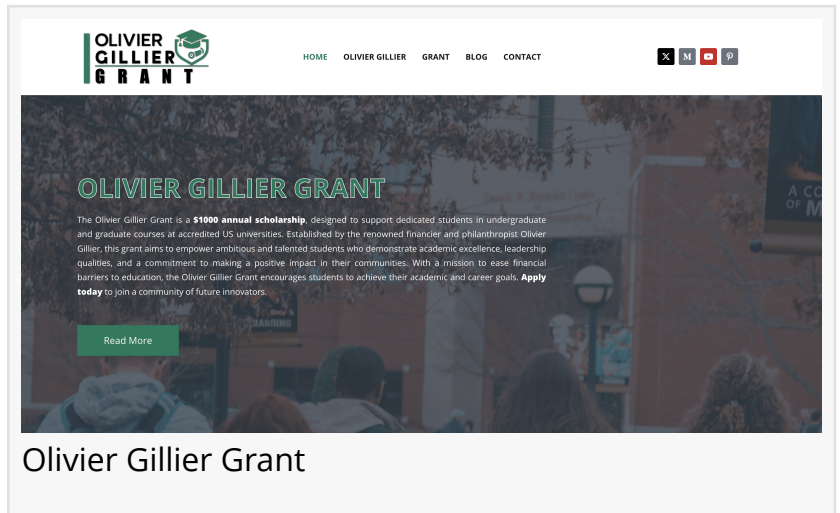 OLIVIER
GILLIER
GRANT
HOME OLIVIER GILLIER GRANT BLOG CONTACT
OLIVIER GILLIER GRANT
The Olivier Gillier Grant is a $1000 annual scholarship, designed to support dedicated students in undergraduate
and graduate courses at accredited US universities. Established by the renowned financier and philanthropist Olivier
Gillier, this grant aims to empower ambitious and talented students who demonstrate academic excellence, leadership
qualities, and a commitment to making a positive impact in their communities. With a mission to ease financial
barriers to education, the Olivier Gillier Grant encourages students to achieve their academic and career goals. Apply
today to join a community of future innovators.
Read More
A CO
OF M
Olivier Gillier Grant